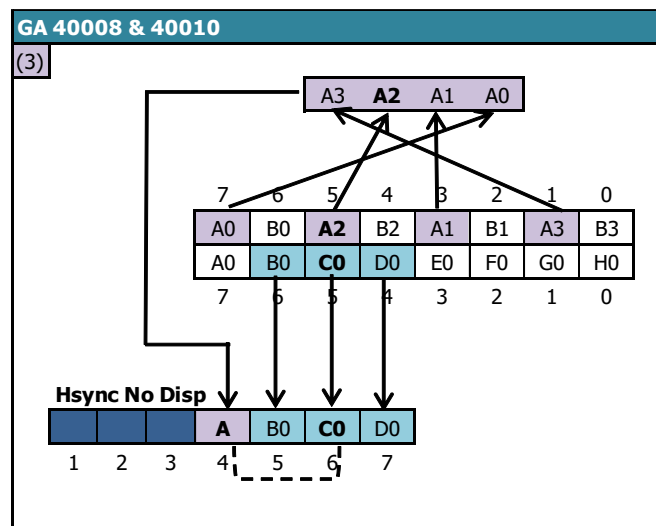 GA 40008 & 40010
(3)
A3 A2 A1 A0
7 6 5 4 3 2 1 0
A0 B0 A2 B2 A1 B1 A3 B3
A0 B0 C0 D0 E0 F0 G0 H0
7 6 5 4 3 2 1 0
Hsync No Disp
A B0 C0 D0
1 2 3 4 5 6 7